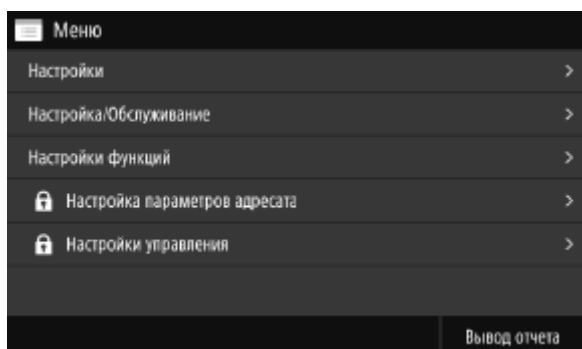 Меню
Настройки
Настройка/Обслуживание
Настройки функций
Настройка параметров адресата
Настройки управления
Вывод отчета